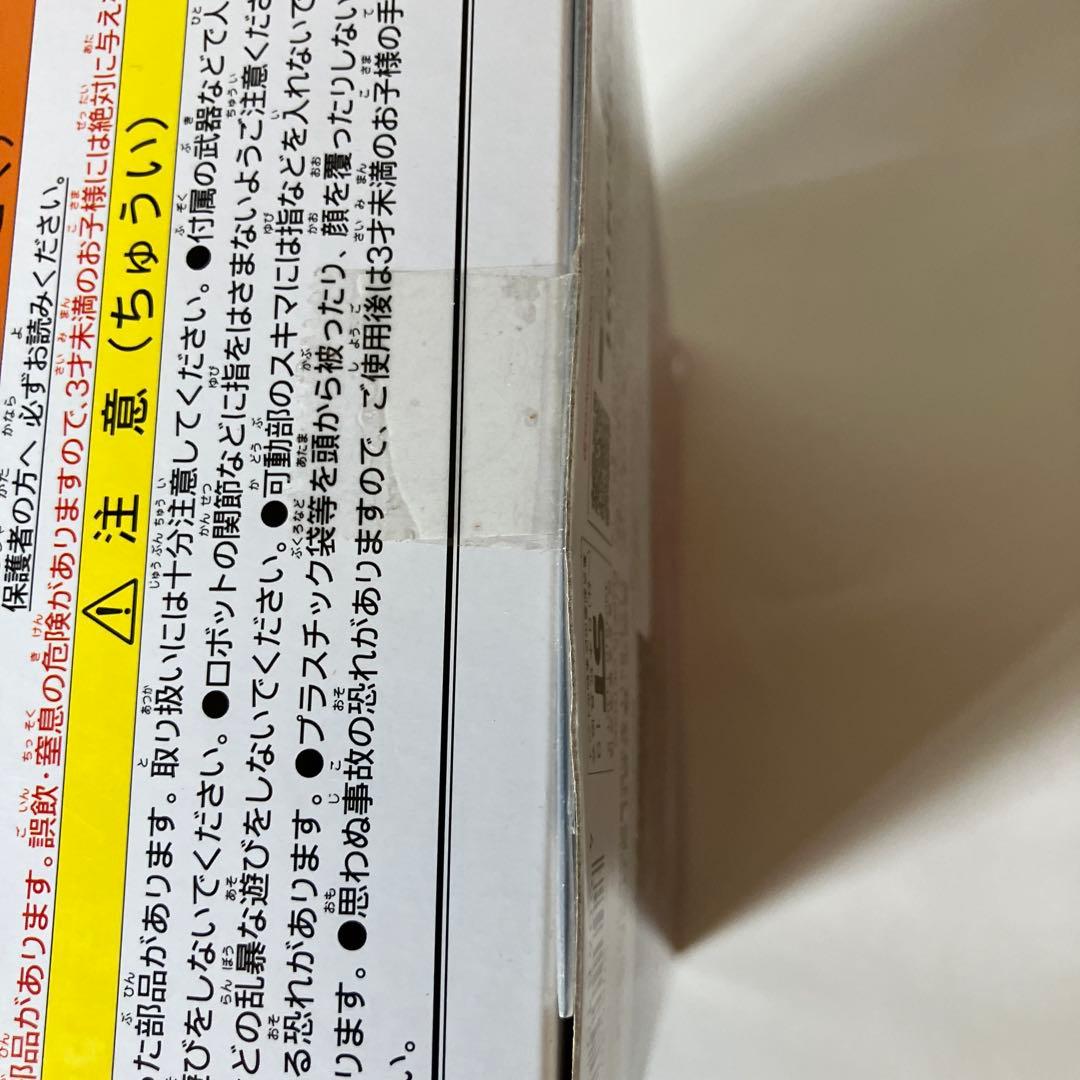 保護者の方へ 必ずお読みください。
部品があります。誤飲・窒息の危険がありますので、3才未満のお子様には絶対に与え
注意(ちゅうい)
った部品があります。取り扱いには十分注意してください。●付属の武器などで人
遊びをしないでください。●ロボットの関節などに指をはさまないようご注意くださ
どの乱暴な遊びをしないでください。●可動部のスキマには指などを入れないで
る恐れがあります。●プラスチック袋等を頭から被ったり、顔を覆ったりしない
ります。●思わぬ事故の恐れがありますので、ご使用後は3才未満のお子様の手
い。
ST